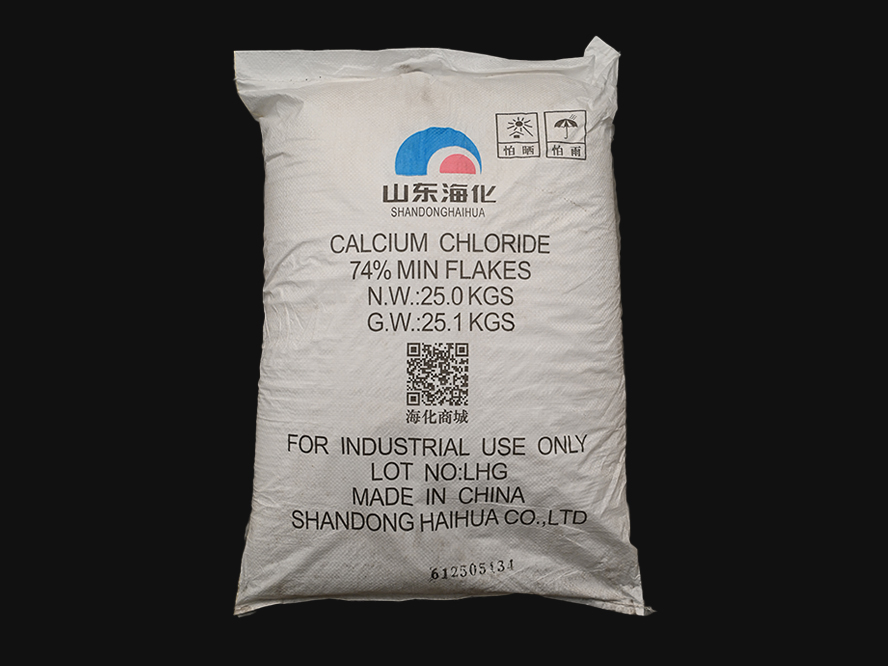 怕晒
怕雨
山东海化
SHANDONGHAIHUA
CALCIUM CHLORIDE
74% MIN FLAKES
N.W.:25.0 KGS
G.W.:25.1 KGS
海化商城
FOR INDUSTRIAL USE ONLY
LOT NO:LHG
MADE IN CHINA
SHANDONG HAIHUA CO.,LTD